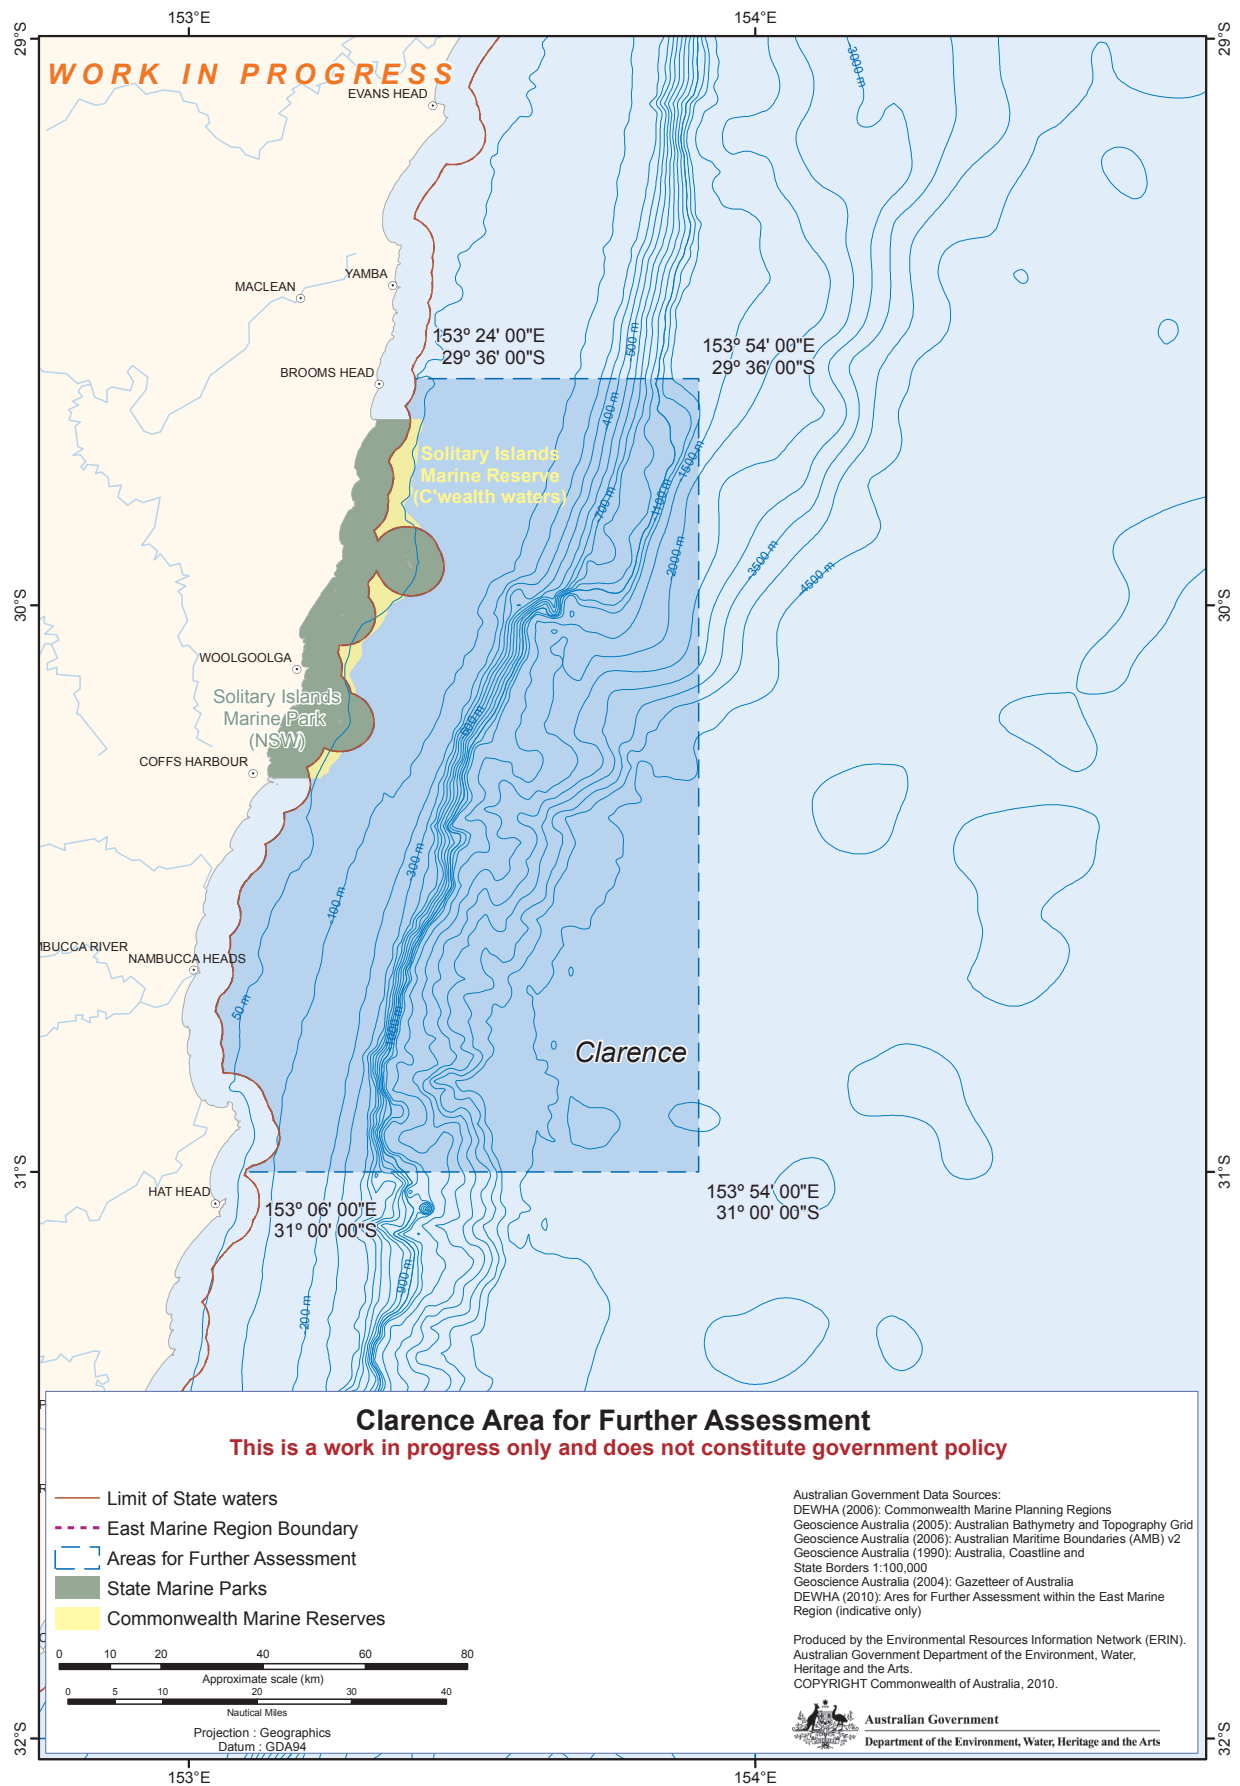 153°E
154°E
29°S
29°S
WORK IN PROGRESS
EVANS HEAD
-3000 m
YAMBA
MACLEAN
153° 24' 00"E
29° 36' 00"S
-500 m
153° 54' 00"E
29° 36' 00"S
BROOMS HEAD
-400 m
Solitary Islands
Marine Reserve
(C'wealth waters)
-1500 m
-700 m
-1100 m
2000 m
-3500 m
-4500 m
30°S
30°S
WOOLGOOLGA
Solitary Islands
Marine Park
(NSW)
600 m
COFFS HARBOUR
-300 m
-100 m
MBUCCA RIVER
NAMBUCCA HEADS
50 m
1000 m
Clarence
31°S
31°S
HAT HEAD
153° 06' 00"E
31° 00' 00"S
153° 54' 00"E
31° 00' 00"S
900 m
-200 m
Clarence Area for Further Assessment
This is a work in progress only and does not constitute government policy
Limit of State waters
East Marine Region Boundary
Areas for Further Assessment
State Marine Parks
Commonwealth Marine Reserves
0 10 20 40 60 80
Approximate scale (km)
0 5 10 20 30 40
Nautical Miles
Projection : Geographics
Datum : GDA94
Australian Government Data Sources:
DEWHA (2006): Commonwealth Marine Planning Regions
Geoscience Australia (2005): Australian Bathymetry and Topography Grid
Geoscience Australia (2006): Australian Maritime Boundaries (AMB) v2
Geoscience Australia (1990): Australia, Coastline and
State Borders 1:100,000
Geoscience Australia (2004): Gazetteer of Australia
DEWHA (2010): Ares for Further Assessment within the East Marine
Region (indicative only)
Produced by the Environmental Resources Information Network (ERIN).
Australian Government Department of the Environment, Water,
Heritage and the Arts.
COPYRIGHT Commonwealth of Australia, 2010.
Australian Government
Department of the Environment, Water, Heritage and the Arts
32°S
32°S
153°E
154°E